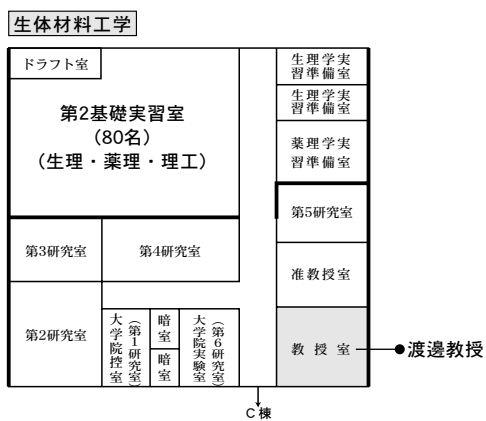 生体材料工学
ドラフト室
第2基礎実習室
（80名）
（生理・薬理・理工）
生理学実
習準備室
生理学実
習準備室
薬理学実
習準備室
第5研究室
准教授室
教授室
渡邊教授
第3研究室
第4研究室
第2研究室
大学院控室
（第1研究室）
暗室
暗室
大学院実験室
（第6研究室）
C棟